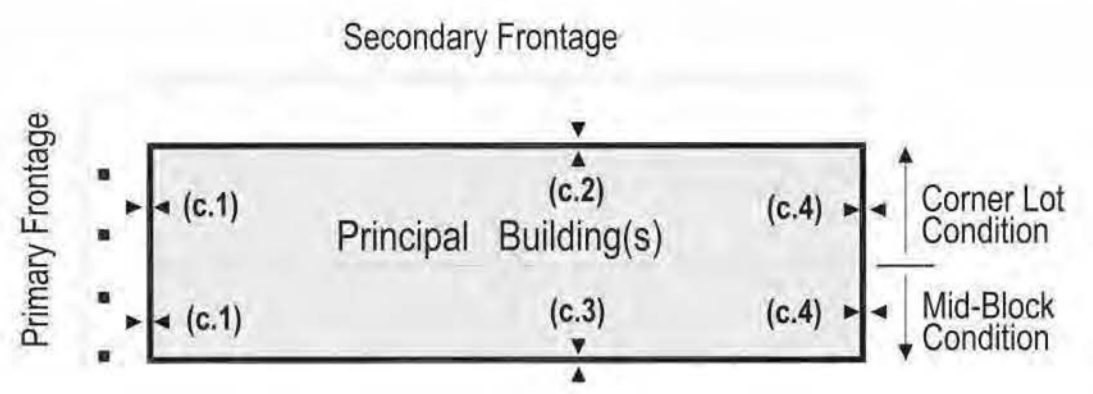 Secondary Frontage
Primary Frontage
(c.1)
(c.2)
(c.4)
Corner Lot
Condition
Principal Building(s)
(c.1)
(c.3)
(c.4)
Mid-Block
Condition